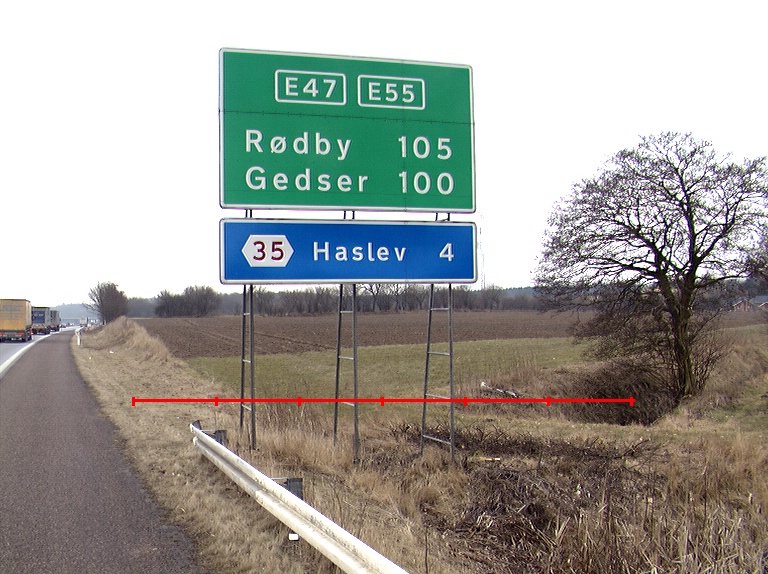 E47 E55
Rødby 105
Gedser 100
35 Haslev 4